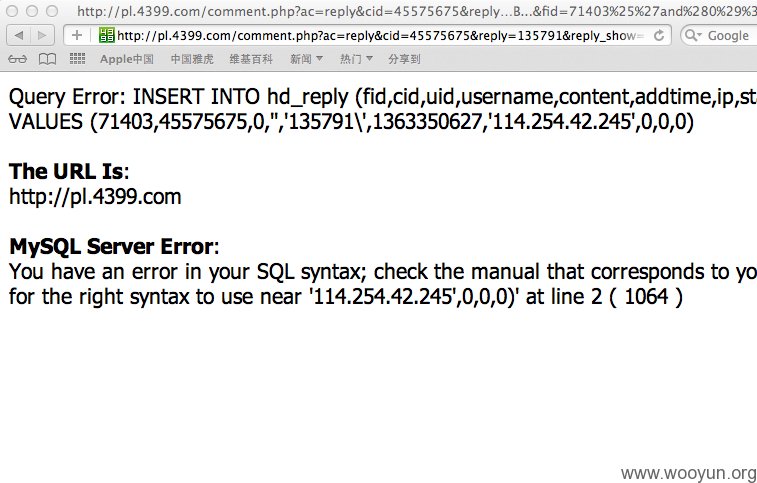 http://pl.4399.com/comment.php?ac=reply&cid=45575675&reply...B...&fid=71403%25%27and%280%29%3
http://pl.4399.com/comment.php?ac=reply&cid=45575675&reply=135791&reply_show=
Google
Apple中国 中国雅虎 维基百科 新闻 热门 分享到
Query Error: INSERT INTO hd_reply (fid,cid,uid,username,content,addtime,ip,sta
VALUES (71403,45575675,0,'','135791\',1363350627,'114.254.42.245',0,0,0)
The URL Is:
http://pl.4399.com
MySQL Server Error:
You have an error in your SQL syntax; check the manual that corresponds to yo
for the right syntax to use near '114.254.42.245',0,0,0)' at line 2 ( 1064 )
www.wooyun.org